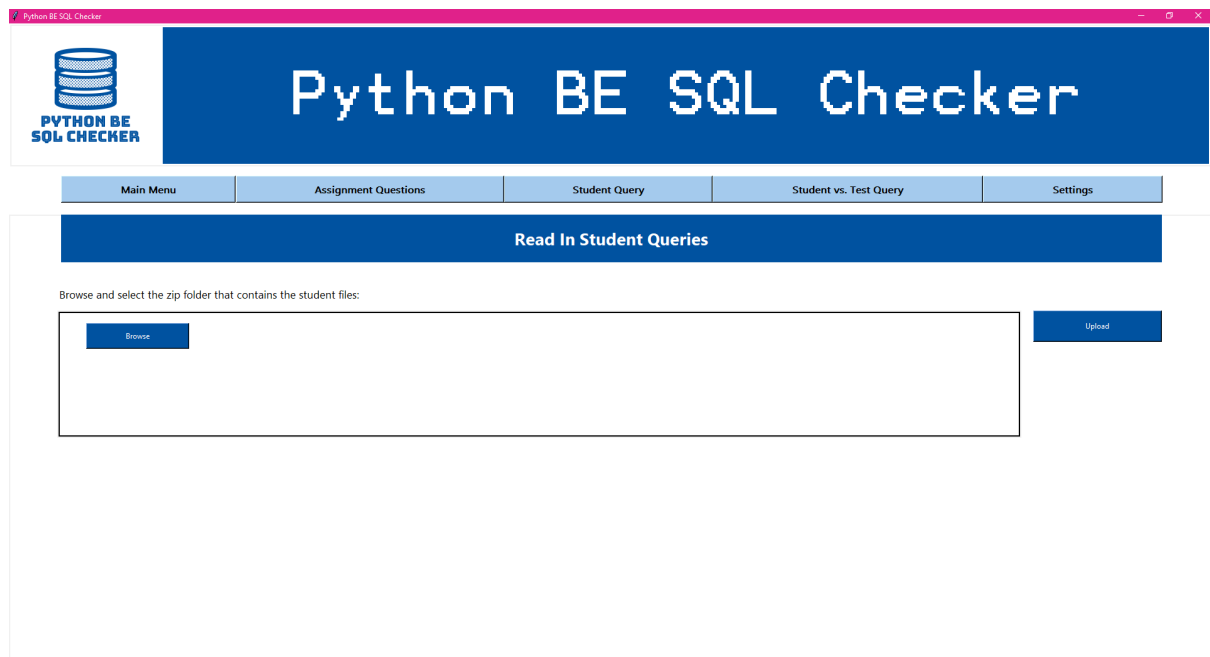 Python BE SQL Checker
PYTHON BE
SQL CHECKER
Python BE SQL Checker
Main Menu
Assignment Questions
Student Query
Student vs. Test Query
Settings
Read In Student Queries
Browse and select the zip folder that contains the student files:
Browse
Upload